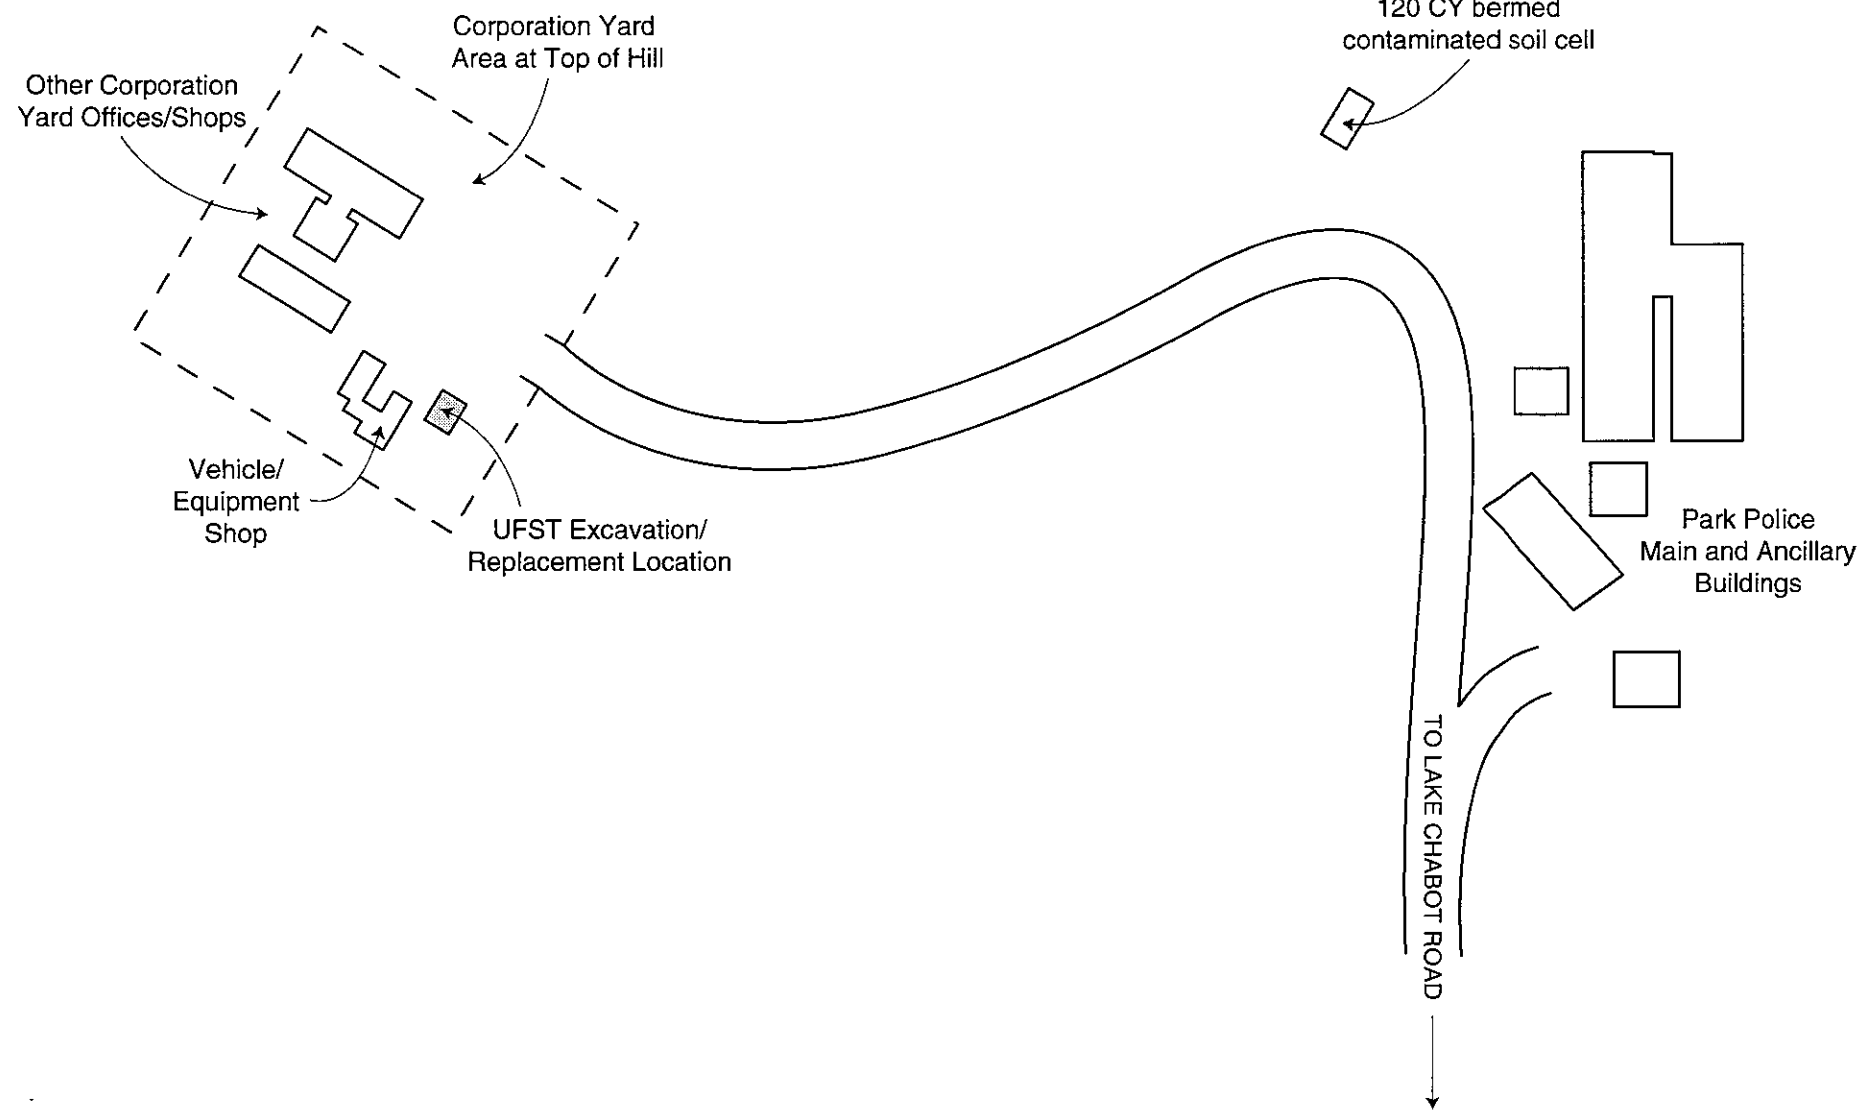 120 CY bermed
contaminated soil cell
Corporation Yard
Area at Top of Hill
Other Corporation
Yard Offices/Shops
Vehicle/
Equipment
Shop
UFST Excavation/
Replacement Location
Park Police
Main and Ancillary
Buildings
TO LAKE CHABOT ROAD